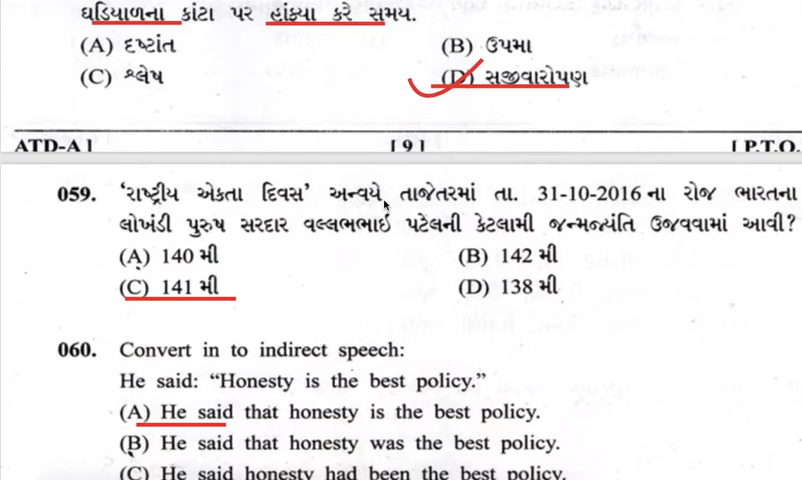 ઘડિયાળના કાંટા પર હાંફ્યા કરે સમય.
(A) દષ્ટાંત (B) ઉપમા
(C) શ્લેષ (D) સજીવારોપણ
ATD-A ] [ 9 ] [ P.T.O.
059. 'રાષ્ટ્રીય એકતા દિવસ' અન્વયે, તાજેતરમાં તા. 31-10-2016 ના રોજ ભારતના
લોખંડી પુરુષ સરદાર વલ્લભભાઈ પટેલની કેટલામી જન્મજ્યંતિ ઉજવવામાં આવી?
(A) 140 મી (B) 142 મી
(C) 141 મી (D) 138 મી
060. Convert in to indirect speech:
He said: “Honesty is the best policy.”
(A) He said that honesty is the best policy.
(B) He said that honesty was the best policy.
(C) He said honesty had been the best policy.